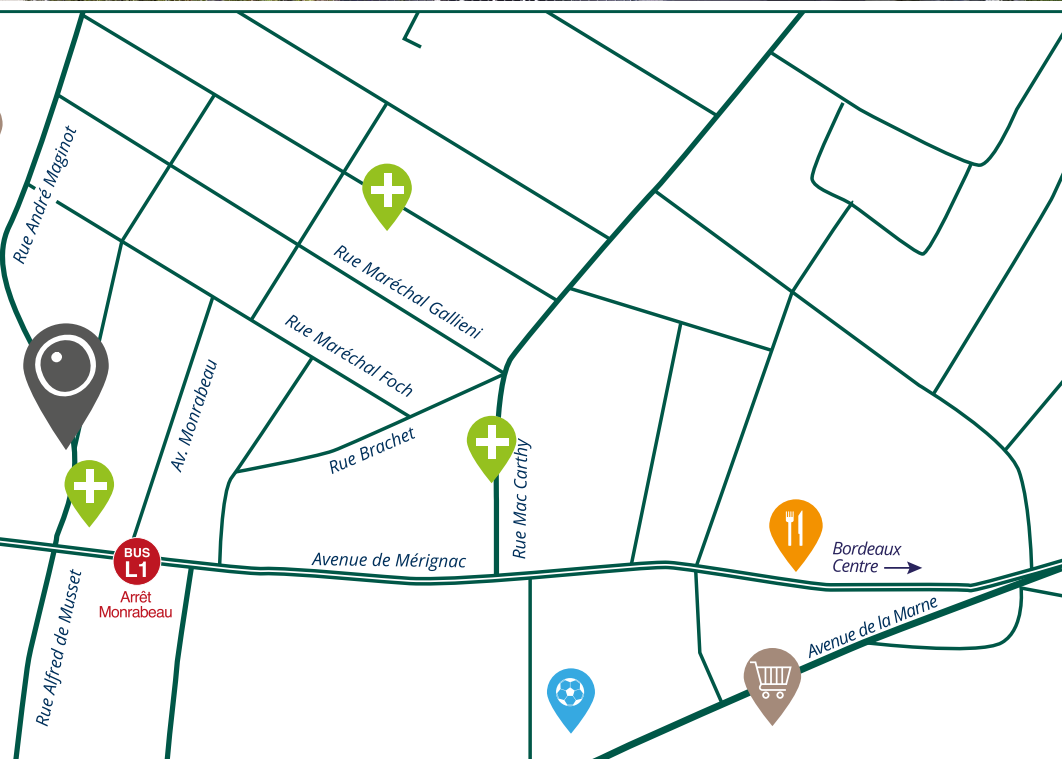 Rue André Maginot
Rue Maréchal Gallieni
Rue Maréchal Foch
Av. Monrabeau
Rue Brachet
Rue Mac Carthy
BUS
L1
Arrêt
Monrabeau
Avenue de Mérignac
Bordeaux
Centre
Rue Alfred de Musset
Avenue de la Marne